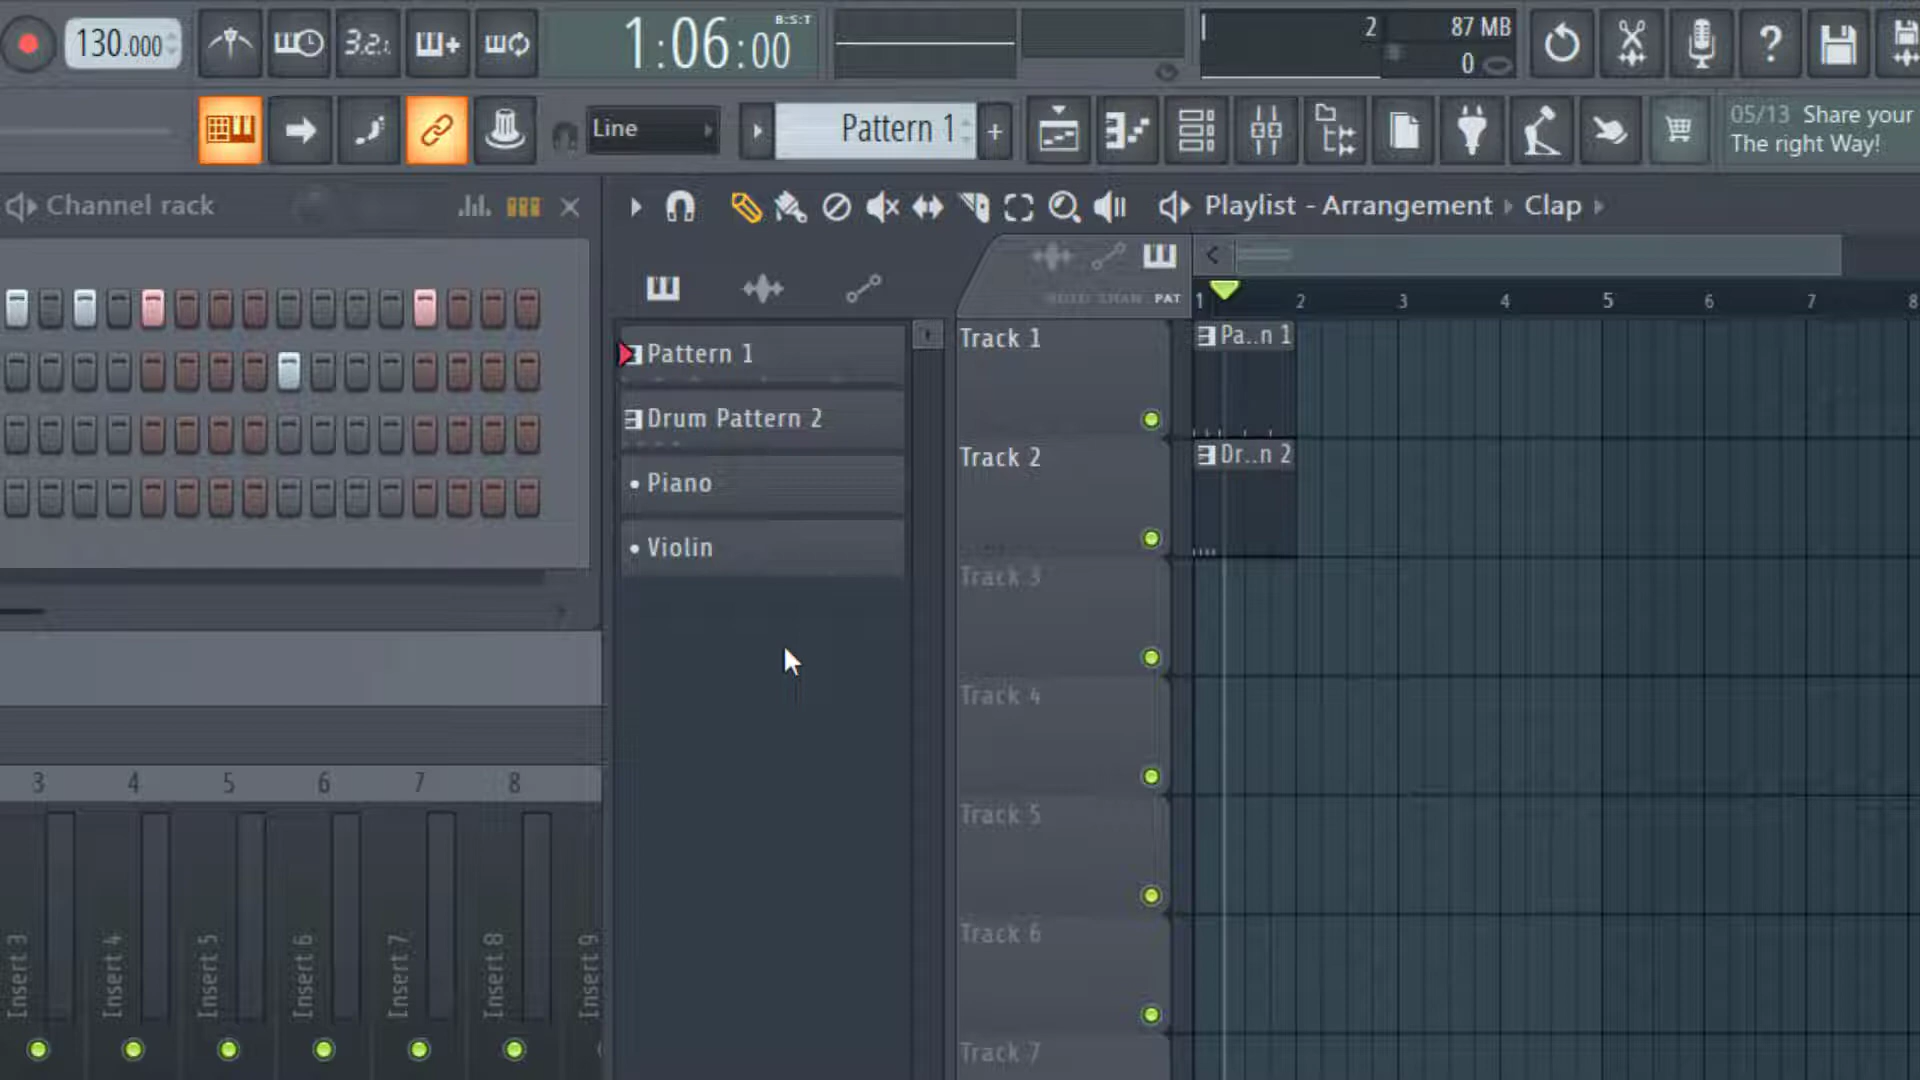 130.000
3.2.
1:06:00
B:S:T
2
87 MB
0
Line
Pattern 1
+
05/13 Share your
The right Way!
Channel rack
Playlist - Arrangement
Clap
PAT
1 2 3 4 5 6 7 8
Pattern 1
Drum Pattern 2
Piano
Violin
Track 1
Pa..n 1
Track 2
Dr..n 2
Track 3
Track 4
Track 5
Track 6
Track 7
3 4 5 6 7 8
Insert 3
Insert 4
Insert 5
Insert 6
Insert 7
Insert 8
Insert 9